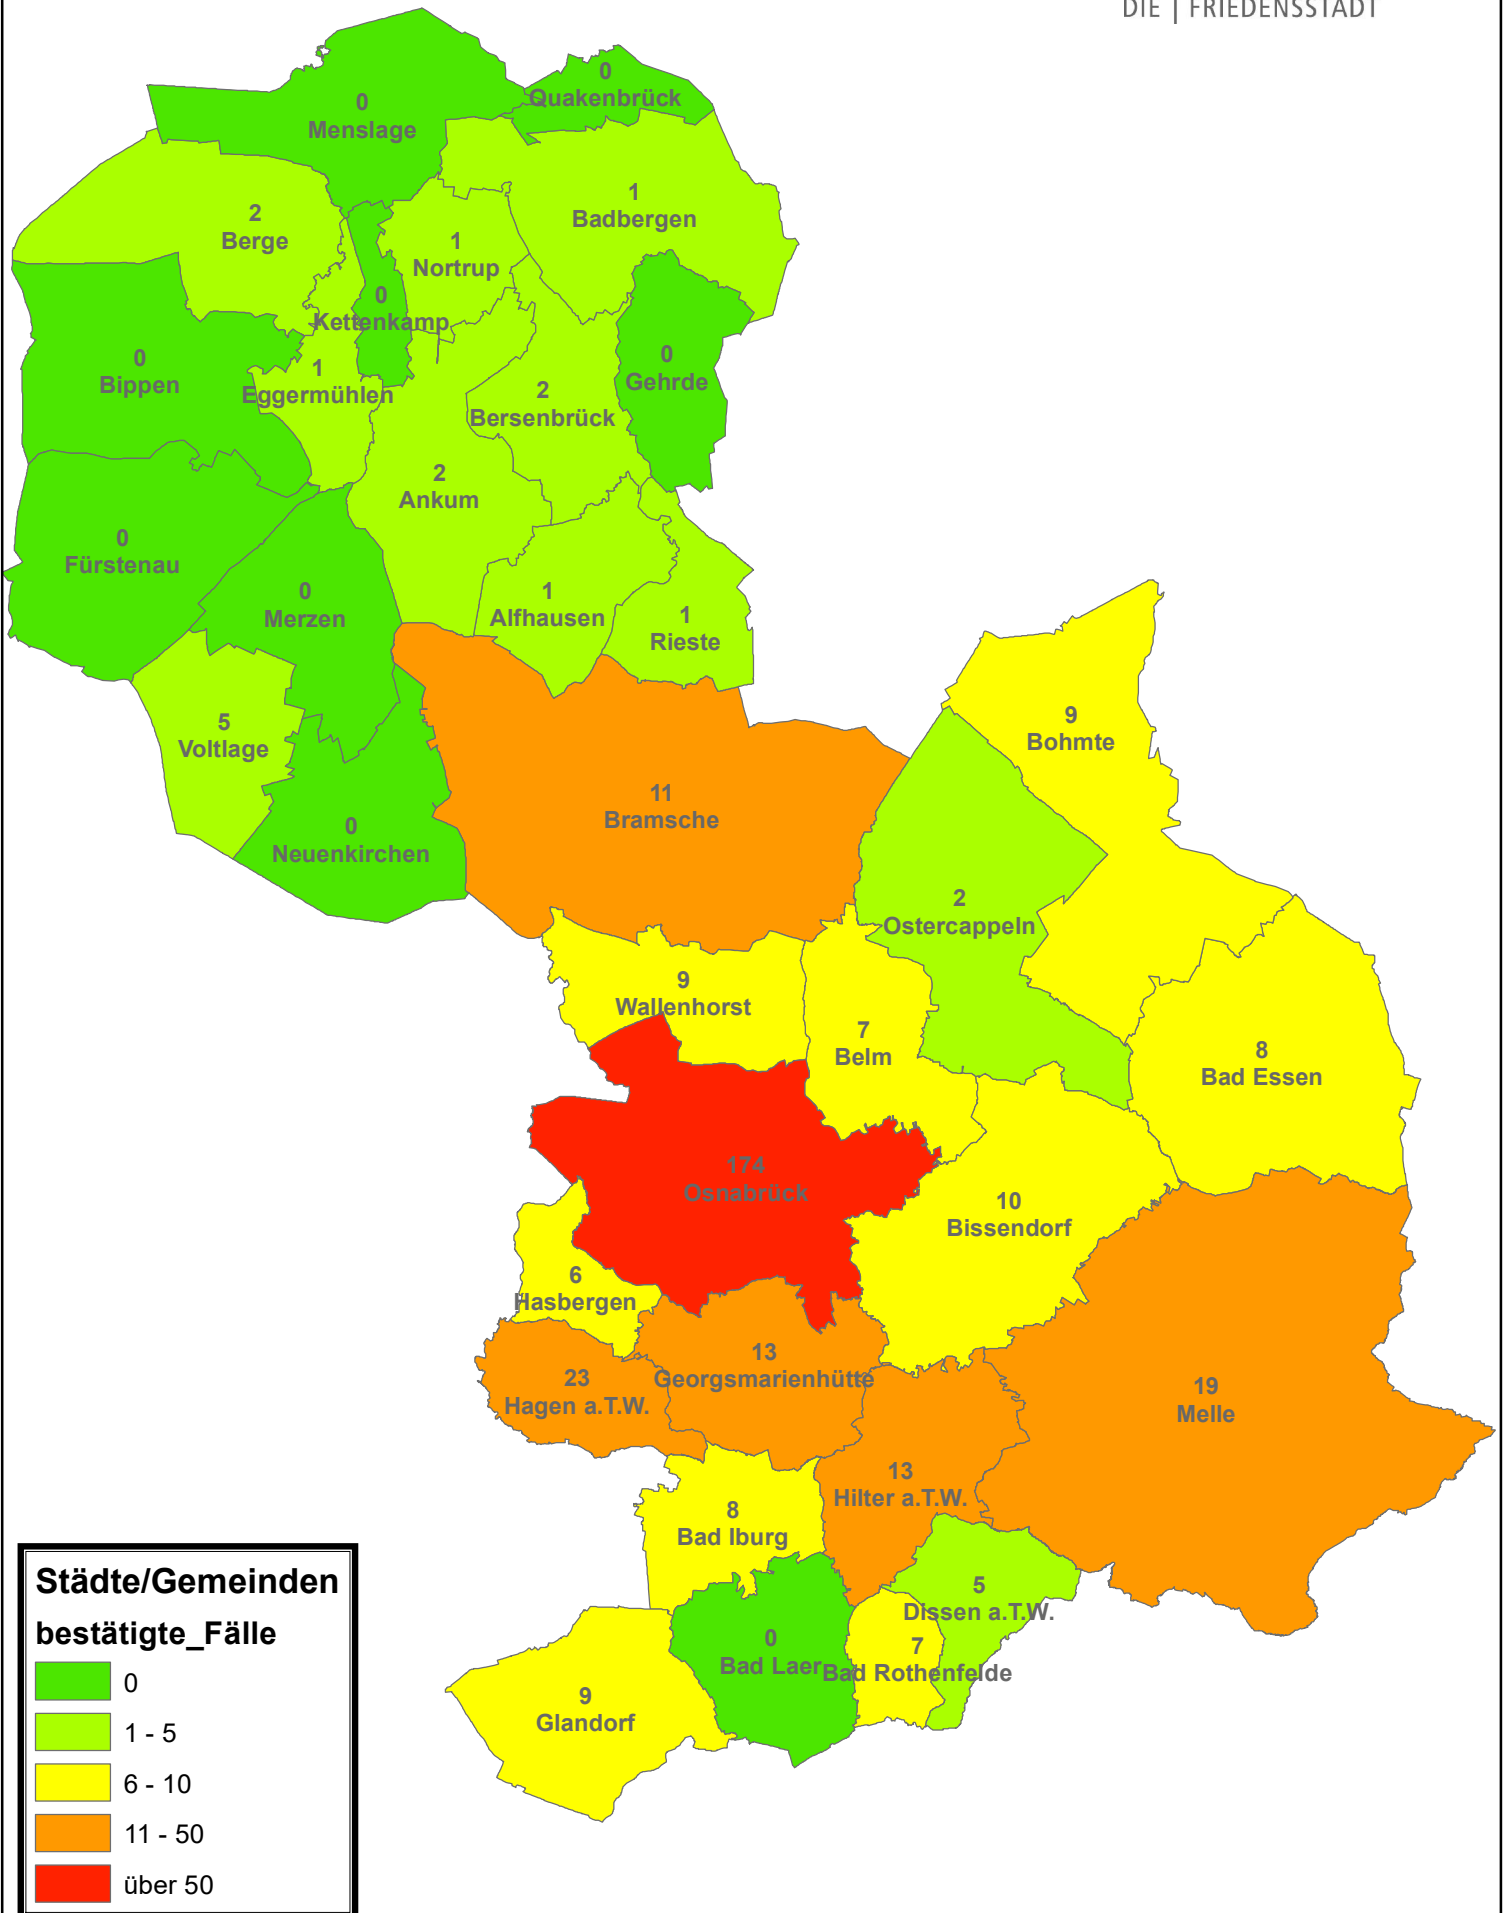 DIE | FRIEDENSSTADT
0
Quakenbrück
0
Menslage
1
Badbergen
2
Berge
1
Nortrup
0
Kettenkamp
0
Bippen
1
Eggermühlen
0
Gehrde
2
Bersenbrück
2
Ankum
0
Fürstenau
0
Merzen
1
Alfhausen
1
Rieste
5
Voltlage
9
Bohmte
11
Bramsche
0
Neuenkirchen
2
Ostercappeln
9
Wallenhorst
7
Belm
8
Bad Essen
174
Osnabrück
10
Bissendorf
6
Hasbergen
13
Georgsmarienhütte
23
Hagen a.T.W.
19
Melle
13
Hilter a.T.W.
8
Bad Iburg
5
Dissen a.T.W.
0
Bad Laer
7
Bad Rothenfelde
9
Glandorf
Städte/Gemeinden
bestätigte_Fälle
0
1 - 5
6 - 10
11 - 50
über 50